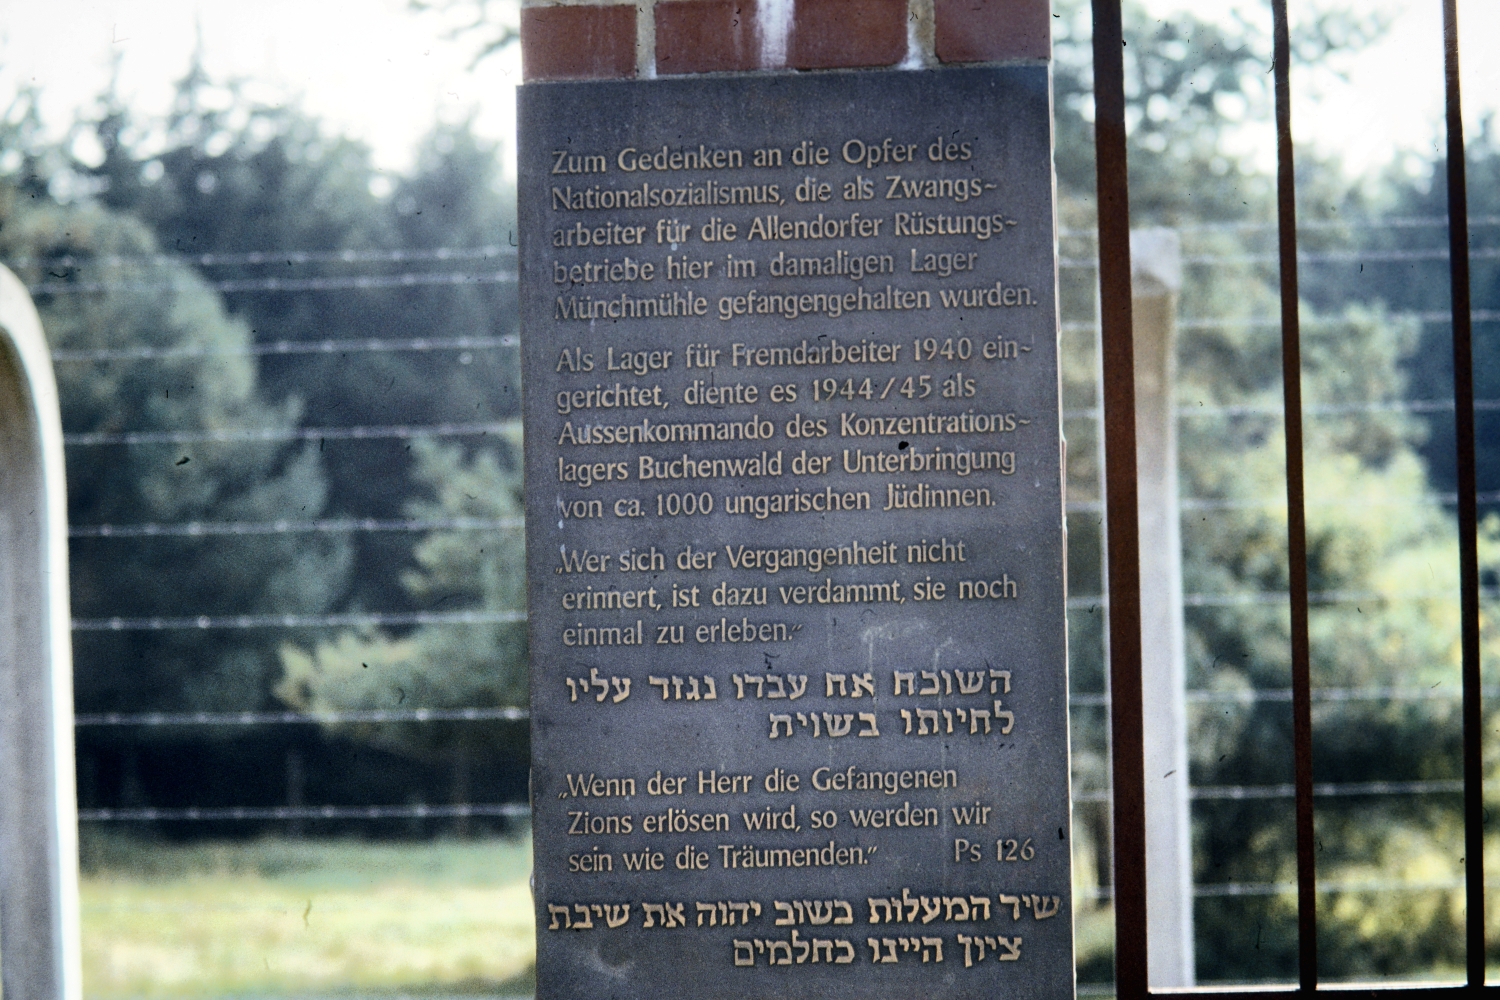 Zum Gedenken an die Opfer des
Nationalsozialismus, die als Zwangs~
arbeiter für die Allendorfer Rüstungs~
betriebe hier im damaligen Lager
Münchmühle gefangengehalten wurden.
Als Lager für Fremdarbeiter 1940 ein~
gerichtet, diente es 1944/45 als
Aussenkommando des Konzentrations~
lagers Buchenwald der Unterbringung
von ca. 1000 ungarischen Jüdinnen.
„Wer sich der Vergangenheit nicht
erinnert, ist dazu verdammt, sie noch
einmal zu erleben.“
השוכח אח עברו נגזר עליו
לחיותו בשוית
„Wenn der Herr die Gefangenen
Zions erlösen wird, so werden wir
sein wie die Träumenden.“ Ps 126
שיר המעלות בשוב יהוה את שיבת
ציון היינו כחלמים